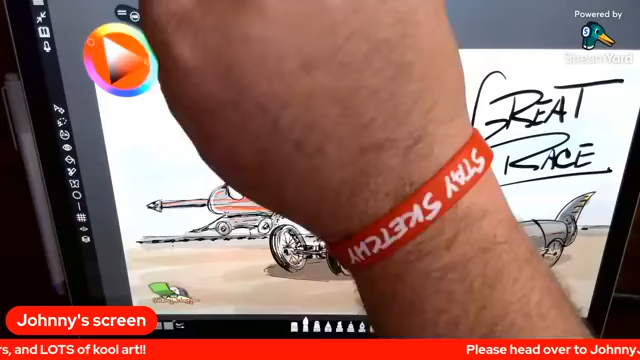 Powered by
StreamYard
GREAT
RACE
STAY SKETCHY
Johnny's screen
rs, and LOTS of kool art!!
Please head over to Johnny